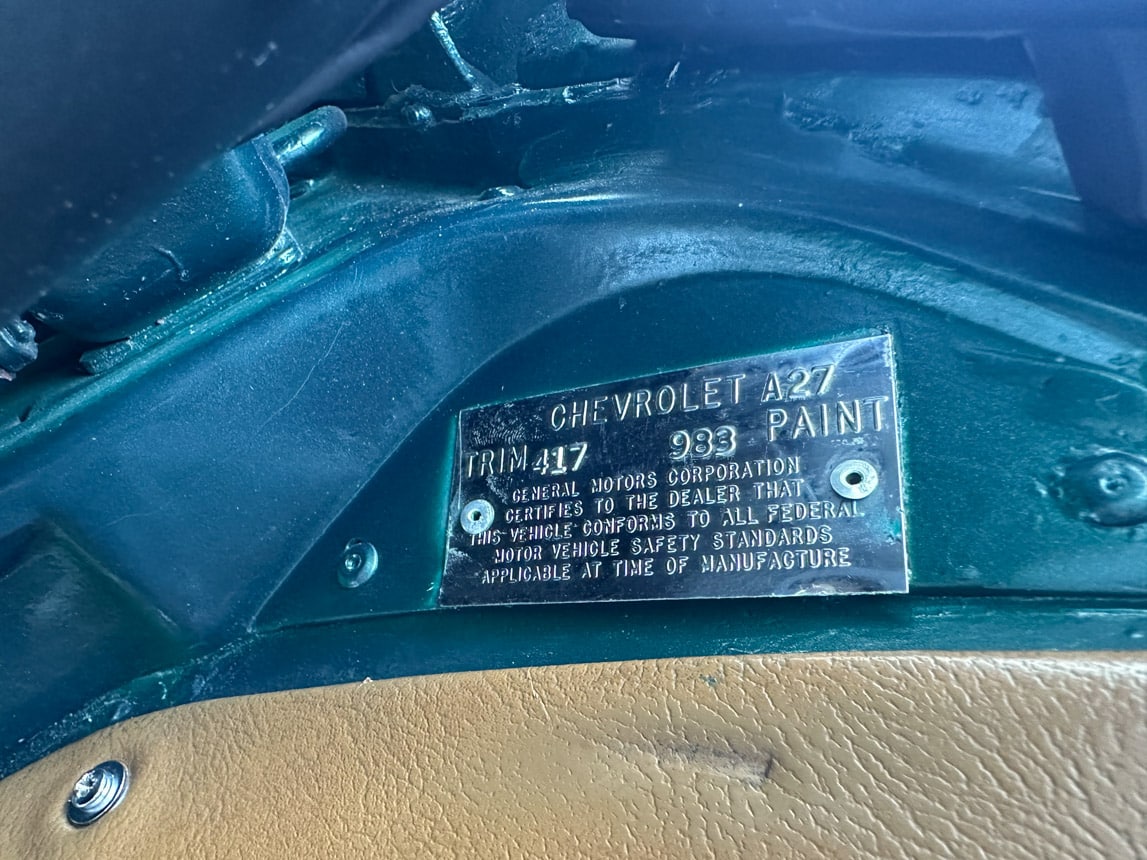 CHEVROLET A27
TRIM 417 983 PAINT
GENERAL MOTORS CORPORATION
CERTIFIES TO THE DEALER THAT
THIS VEHICLE CONFORMS TO ALL FEDERAL
MOTOR VEHICLE SAFETY STANDARDS
APPLICABLE AT TIME OF MANUFACTURE